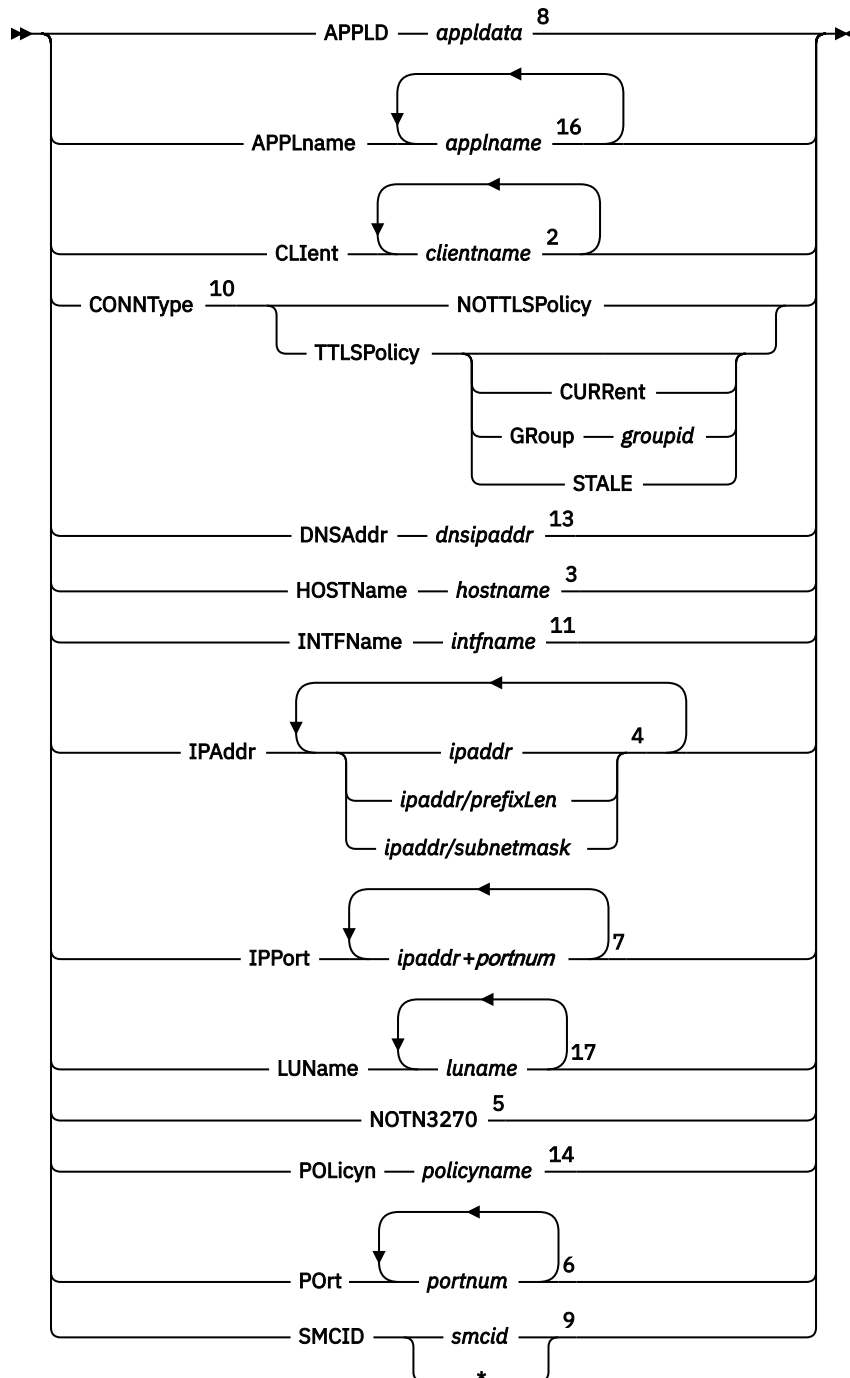 APPLD appldata 8
APPLname applname 16
CLIent clientname 2
CONNType 10 NOTTLSPolicy
TTLSPolicy
CURRent
GRoup groupid
STALE
DNSAddr dnsipaddr 13
HOSTName hostname 3
INTFName intfname 11
IPAddr ipaddr 4
ipaddr/prefixLen
ipaddr/subnetmask
IPPort ipaddr+portnum 7
LUName luname 17
NOTN3270 5
POLicyn policyname 14
POrt portnum 6
SMCID smcid 9
*